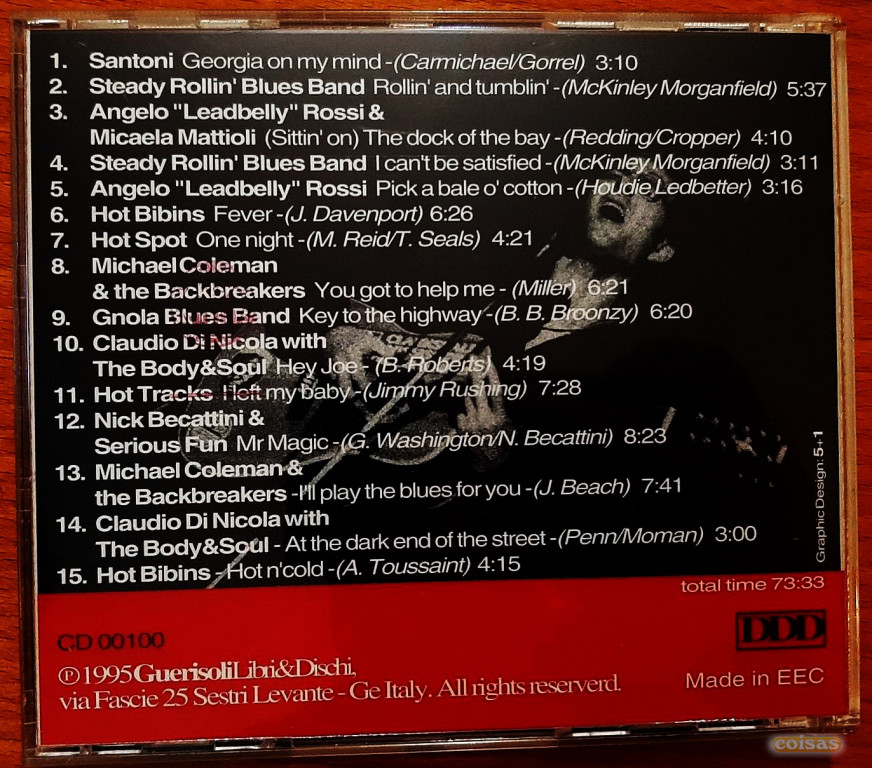 1. Santoni Georgia on my mind -(Carmichael/Gorrel) 3:10
2. Steady Rollin' Blues Band Rollin' and tumblin' -(McKinley Morganfield) 5:37
3. Angelo "Leadbelly" Rossi &
Micaela Mattioli (Sittin' on) The dock of the bay -(Redding/Cropper) 4:10
4. Steady Rollin' Blues Band I can't be satisfied -(McKinley Morganfield) 3:11
5. Angelo "Leadbelly" Rossi Pick a bale o' cotton -(Houdie Ledbetter) 3:16
6. Hot Bibins Fever -(J. Davenport) 6:26
7. Hot Spot One night -(M. Reid/T. Seals) 4:21
8. Michael Coleman
& the Backbreakers You got to help me - (Miller) 6:21
9. Gnola Blues Band Key to the highway -(B. B. Broonzy) 6:20
10. Claudio Di Nicola with
The Body&Soul Hey Joe - (B. Roberts) 4:19
11. Hot Tracks I left my baby -(Jimmy Rushing) 7:28
12. Nick Becattini &
Serious Fun Mr Magic -(G. Washington/N. Becattini) 8:23
13. Michael Coleman &
the Backbreakers -I'll play the blues for you -(J. Beach) 7:41
14. Claudio Di Nicola with
The Body&Soul - At the dark end of the street -(Penn/Moman) 3:00
15. Hot Bibins - Hot n'cold -(A. Toussaint) 4:15
Graphic Design: 5+1
total time 73:33
CD 00100
DDD
℗1995 Guerisoli Libri&Dischi,
via Fascie 25 Sestri Levante - Ge Italy. All rights reserverd.
Made in EEC
coisas